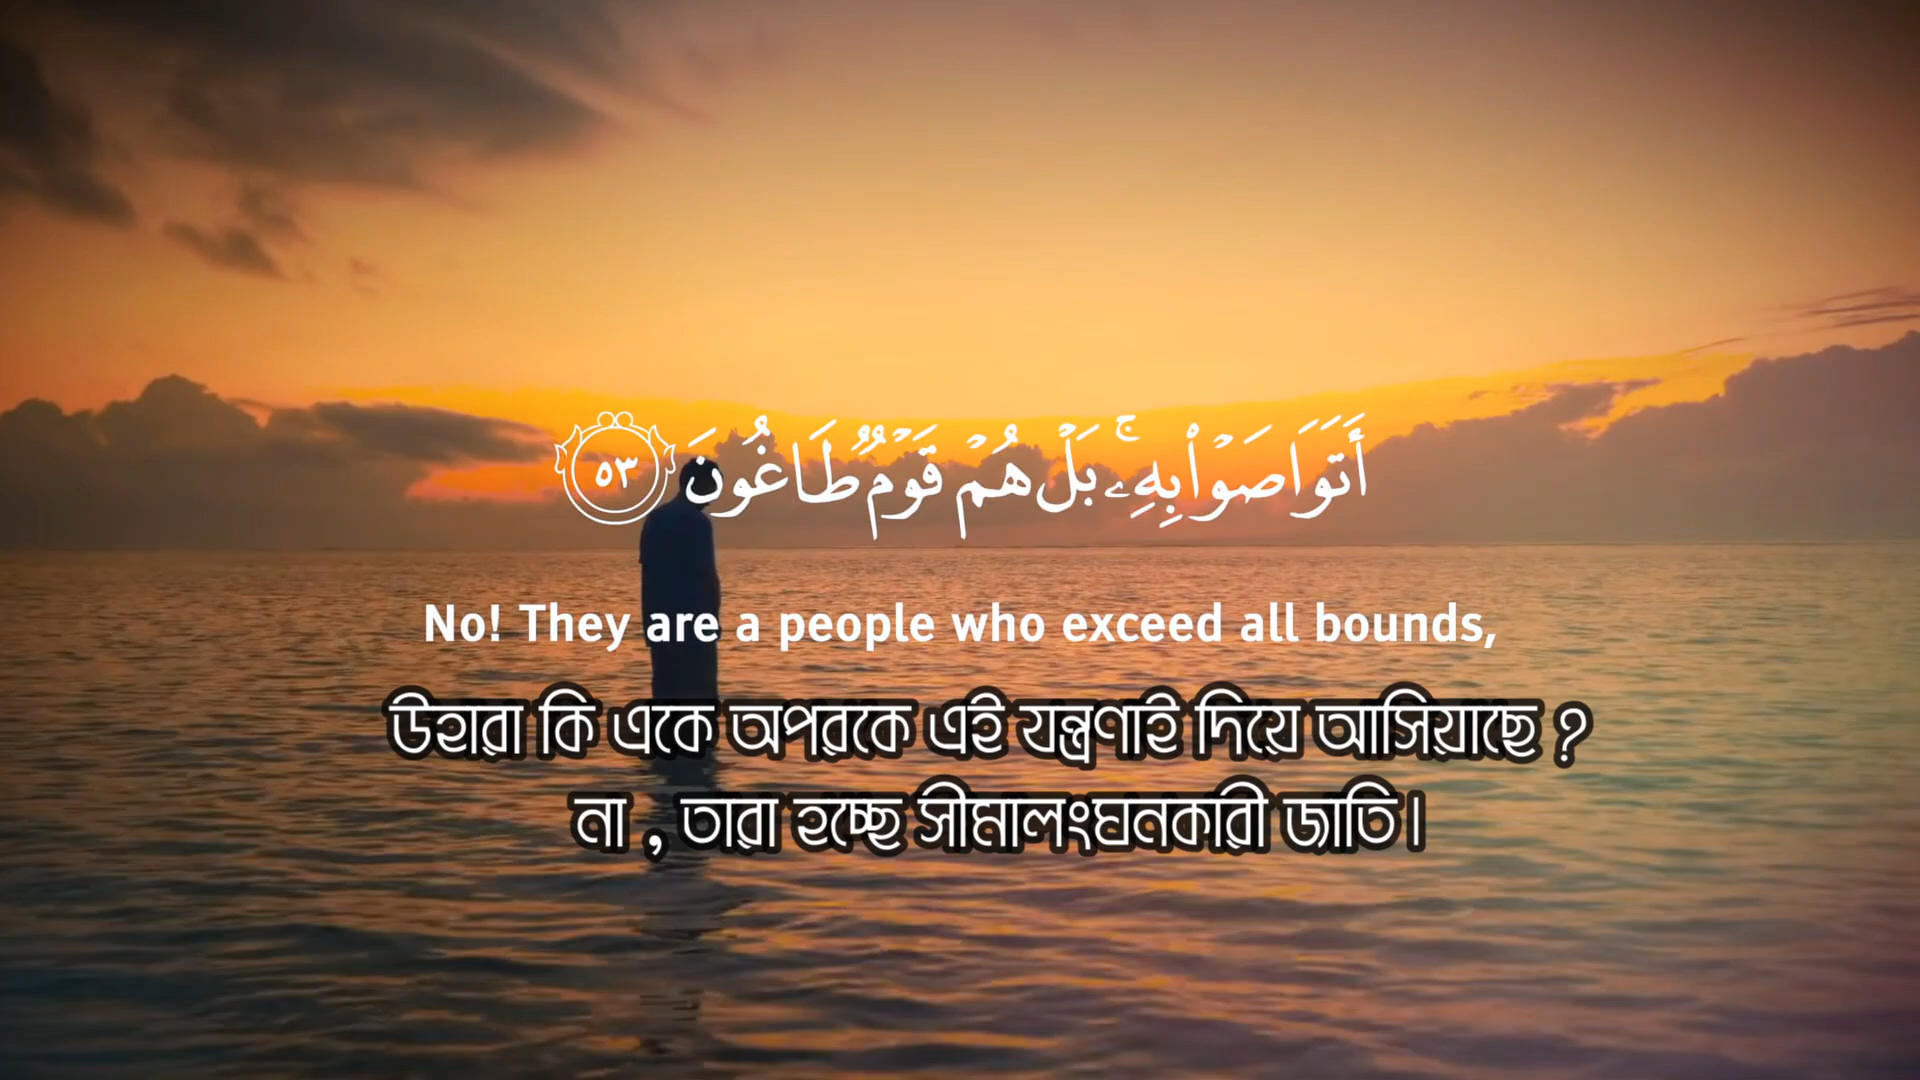 أَتَوَاصَوْا۟ بِهِۦ ۚ بَلْ هُمْ قَوْمٌ طَاغُونَ ٥٣
No! They are a people who exceed all bounds,
উহারা কি একে অপরকে এই যন্ত্রণাই দিয়ে আসিয়াছে ?
না , তারা হচ্ছে সীমালংঘনকারী জাতি।